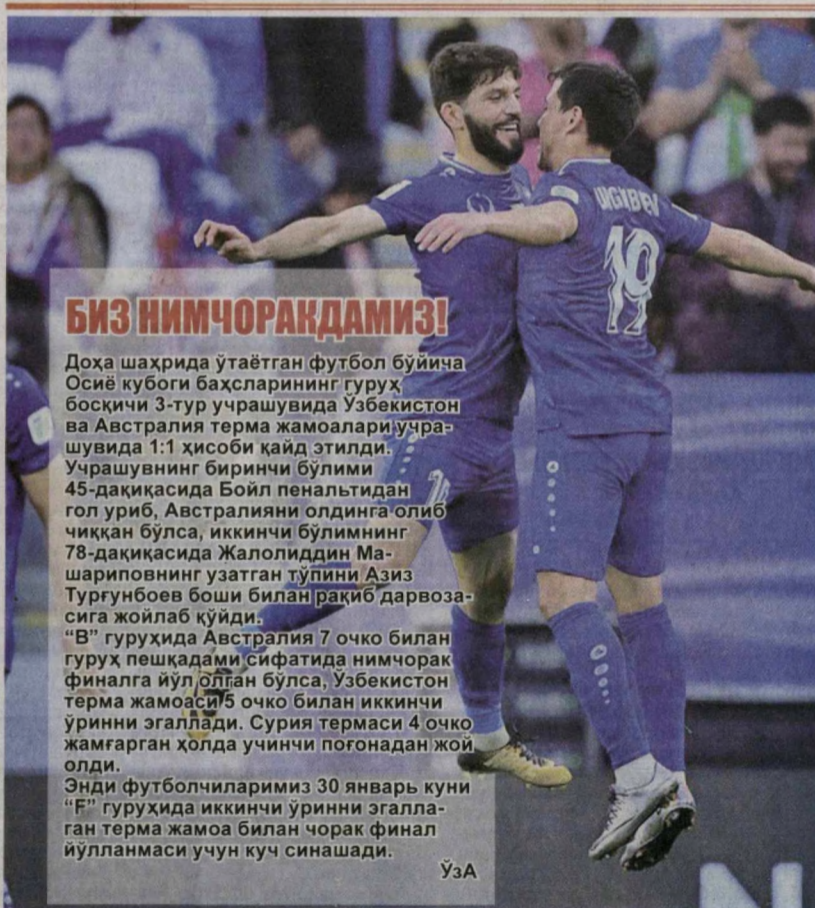 БИЗ НИМЧОРАКДАМИЗ!
Доҳа шаҳрида ўтаётган футбол бўйича
Осиё кубоги баҳсларининг гуруҳ
босқичи 3-тур учрашувида Ўзбекистон
ва Австралия терма жамоалари учра-
шувида 1:1 ҳисоби қайд этилди.
Учрашувнинг биринчи бўлими
45-дақиқасида Бойл пенальтидан
гол уриб, Австралияни олдинга олиб
чиққан бўлса, иккинчи бўлимнинг
78-дақиқасида Жалолиддин Ма-
шариповнинг узатган тўпини Азиз
Турғунбоев боши билан рақиб дарвоза-
сига жойлаб қўйди.
“B” гуруҳида Австралия 7 очко билан
гуруҳ пешқадами сифатида нимчорак
финалга йўл олган бўлса, Ўзбекистон
терма жамоаси 5 очко билан иккинчи
ўринни эгаллади. Сурия термаси 4 очко
жамғарган ҳолда учинчи поғонадан жой
олди.
Энди футболчиларимиз 30 январь куни
“F” гуруҳида иккинчи ўринни эгалла-
ган терма жамоа билан чорак финал
йўлланмаси учун куч синашади.
ЎзА
19
N